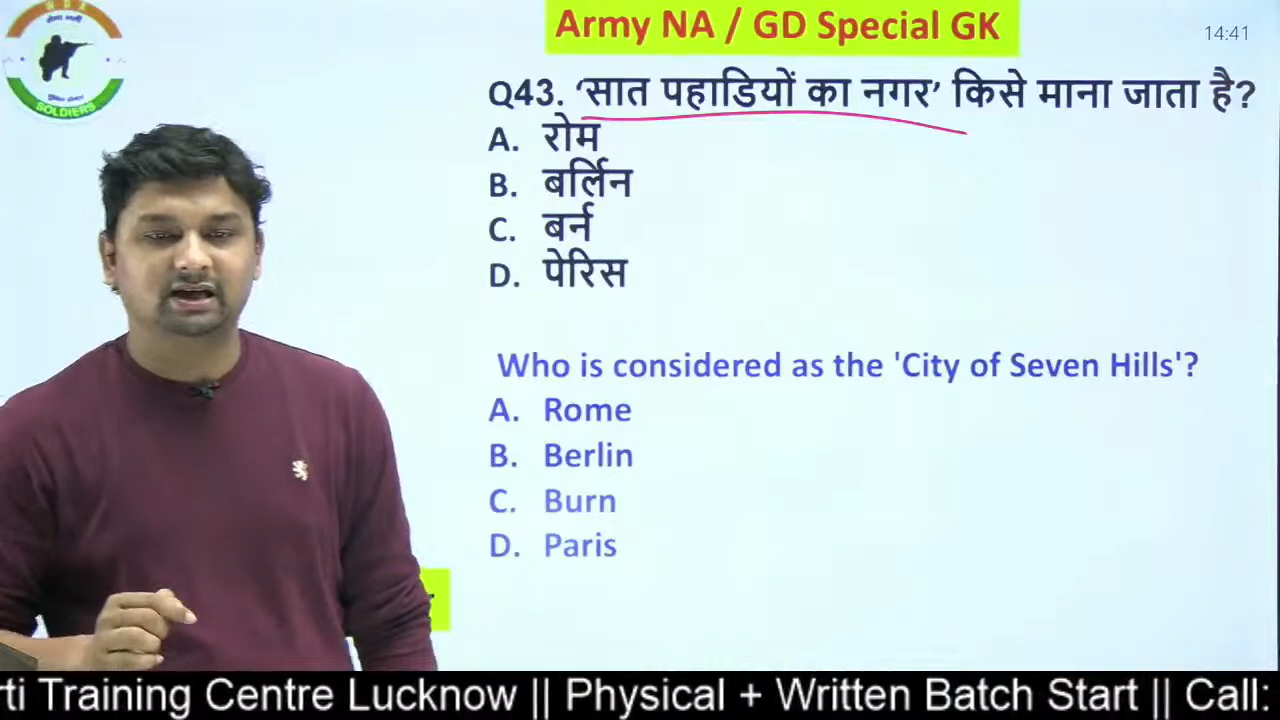 Army NA / GD Special GK
14:41
SOLDIERS
Q43. ‘सात पहाडियों का नगर’ किसे माना जाता है?
A. रोम
B. बर्लिन
C. बर्न
D. पेरिस
Who is considered as the 'City of Seven Hills'?
A. Rome
B. Berlin
C. Burn
D. Paris
rti Training Centre Lucknow || Physical + Written Batch Start || Call: